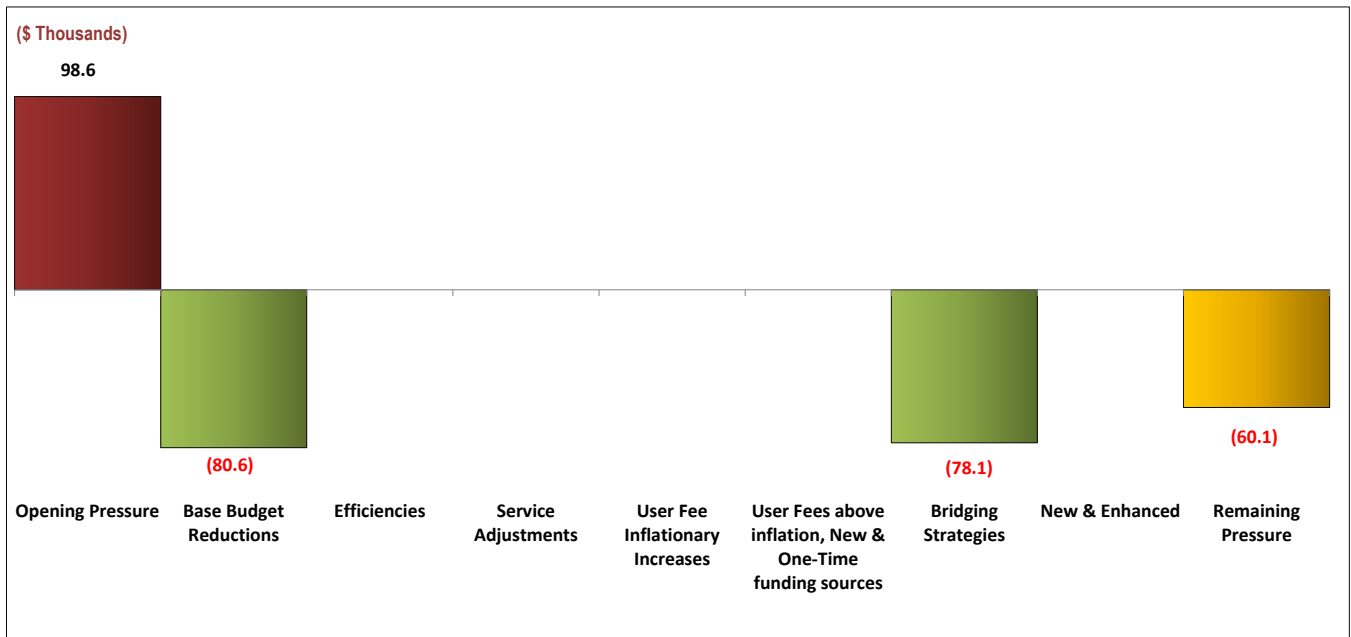 ($ Thousands)
98.6
(80.6)
(78.1)
(60.1)
Opening Pressure
Base Budget
Reductions
Efficiencies
Service
Adjustments
User Fee
Inflationary
Increases
User Fees above
inflation, New &
One-Time
funding sources
Bridging
Strategies
New & Enhanced
Remaining
Pressure